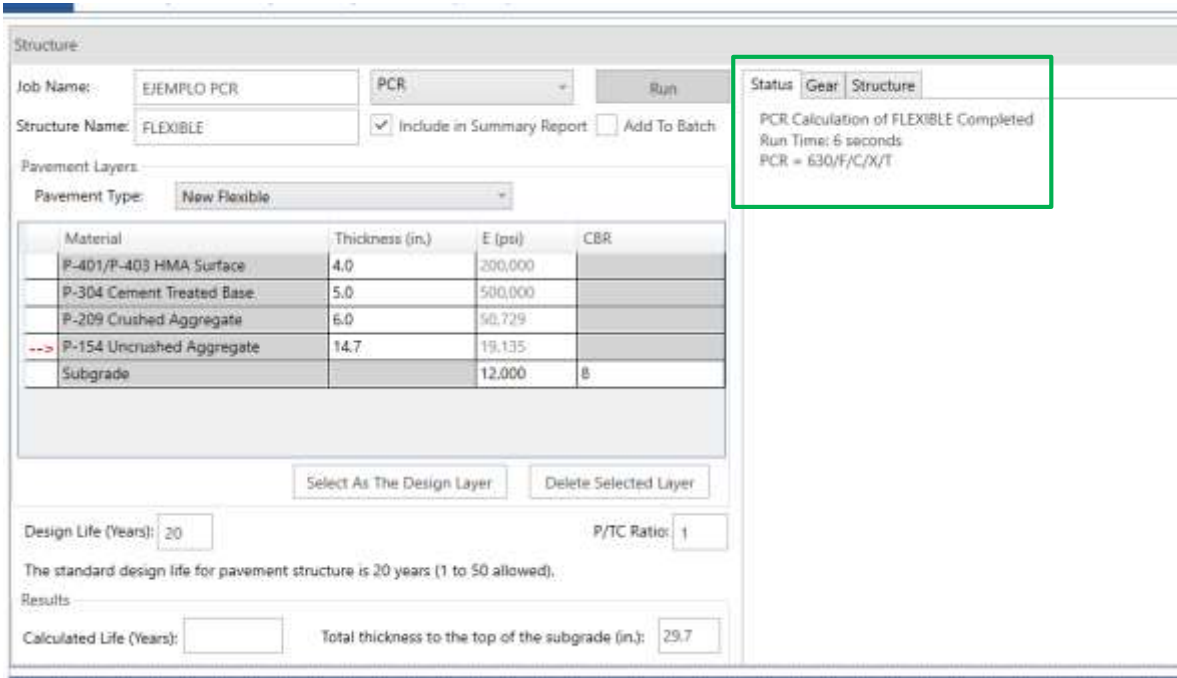 Structure
Job Name: EJEMPLO PCR PCR Run
Structure Name: FLEXIBLE Include in Summary Report Add To Batch
Pavement Layers
Pavement Type: New Flexible
Material Thickness (in.) E (psi) CBR
P-401/P-403 HMA Surface 4.0 200,000
P-304 Cement Treated Base 5.0 500,000
P-209 Crushed Aggregate 6.0 50,729
--> P-154 Uncrushed Aggregate 14.7 19,135
Subgrade 12,000 8
Select As The Design Layer Delete Selected Layer
Design Life (Years): 20 P/TC Ratio: 1
The standard design life for pavement structure is 20 years (1 to 50 allowed).
Results
Calculated Life (Years): Total thickness to the top of the subgrade (in.): 29.7
Status Gear Structure
PCR Calculation of FLEXIBLE Completed
Run Time: 6 seconds
PCR = 630/F/C/X/T